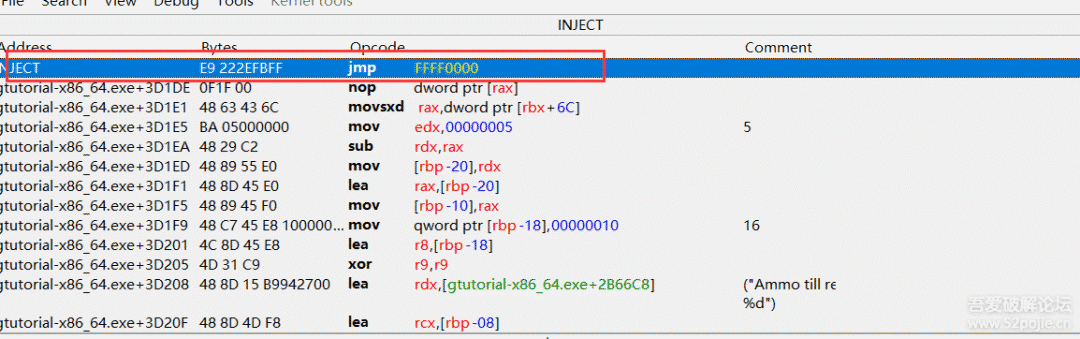 File Search View Debug Tools Kernel tools
INJECT
Address Bytes Opcode Comment
INJECT E9 222EFBFF jmp FFFF0000
gtutorial-x86_64.exe+3D1DE 0F1F 00 nop dword ptr [rax]
gtutorial-x86_64.exe+3D1E1 48 63 43 6C movsxd rax,dword ptr [rbx+6C]
gtutorial-x86_64.exe+3D1E5 BA 05000000 mov edx,00000005 5
gtutorial-x86_64.exe+3D1EA 48 29 C2 sub rdx,rax
gtutorial-x86_64.exe+3D1ED 48 89 55 E0 mov [rbp-20],rdx
gtutorial-x86_64.exe+3D1F1 48 8D 45 E0 lea rax,[rbp-20]
gtutorial-x86_64.exe+3D1F5 48 89 45 F0 mov [rbp-10],rax
gtutorial-x86_64.exe+3D1F9 48 C7 45 E8 100000... mov qword ptr [rbp-18],00000010 16
gtutorial-x86_64.exe+3D201 4C 8D 45 E8 lea r8,[rbp-18]
gtutorial-x86_64.exe+3D205 4D 31 C9 xor r9,r9
gtutorial-x86_64.exe+3D208 48 8D 15 B9942700 lea rdx,[gtutorial-x86_64.exe+2B66C8] ("Ammo till re
%d")
gtutorial-x86_64.exe+3D20F 48 8D 4D F8 lea rcx,[rbp-08]
吾爱破解论坛
www.52pojie.cn